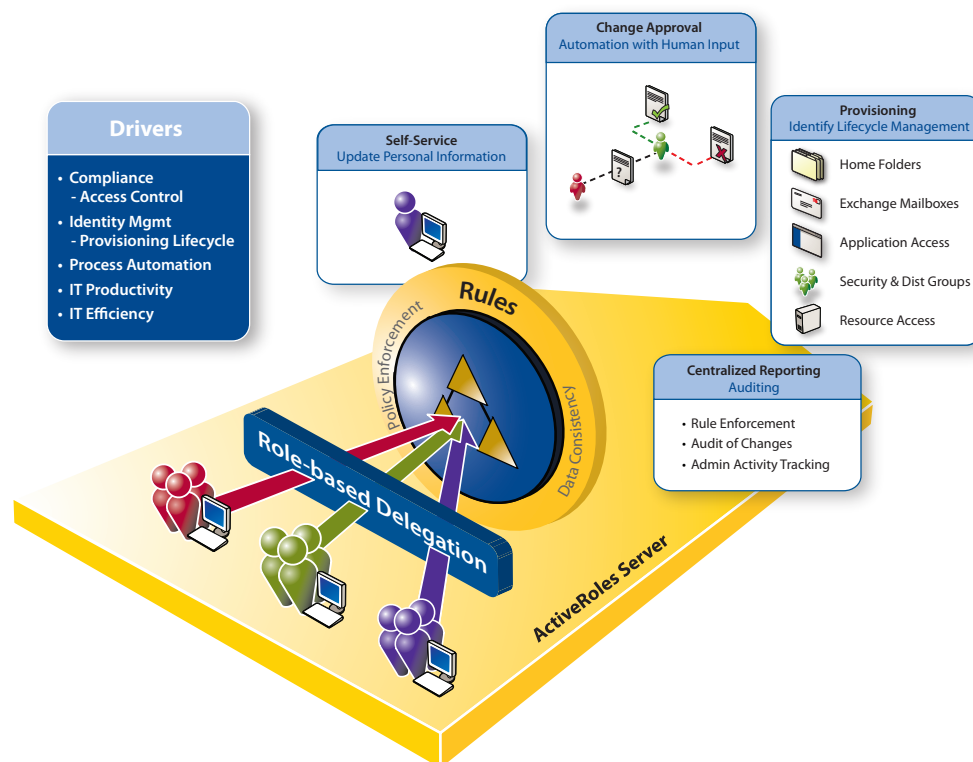 Change Approval
Automation with Human Input
?
Drivers
• Compliance
- Access Control
• Identity Mgmt
- Provisioning Lifecycle
• Process Automation
• IT Productivity
• IT Efficiency
Self-Service
Update Personal Information
Provisioning
Identify Lifecycle Management
Home Folders
Exchange Mailboxes
Application Access
Security & Dist Groups
Resource Access
Rules
Policy Enforcement
Data Consistency
Centralized Reporting
Auditing
• Rule Enforcement
• Audit of Changes
• Admin Activity Tracking
Role-based Delegation
ActiveRoles Server